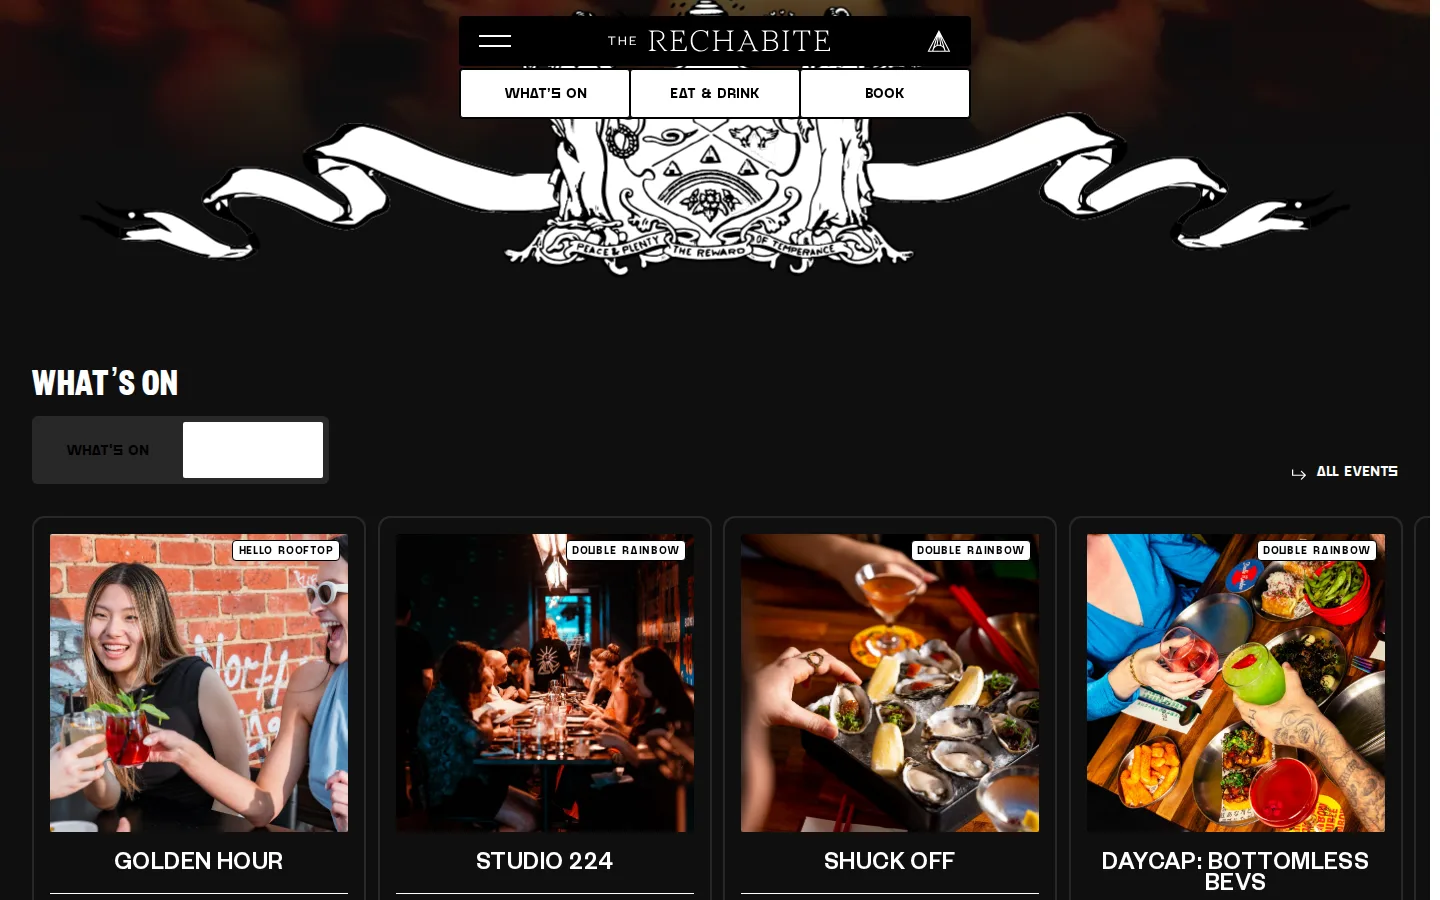 THE RECHABITE
WHAT'S ON
EAT & DRINK
BOOK
PEACE & PLENTY THE REWARD OF TEMPERANCE
WHAT'S ON
WHAT'S ON
ALL EVENTS
HELLO ROOFTOP
DOUBLE RAINBOW
DOUBLE RAINBOW
DOUBLE RAINBOW
GOLDEN HOUR
STUDIO 224
SHUCK OFF
DAYCAP: BOTTOMLESS
BEVS